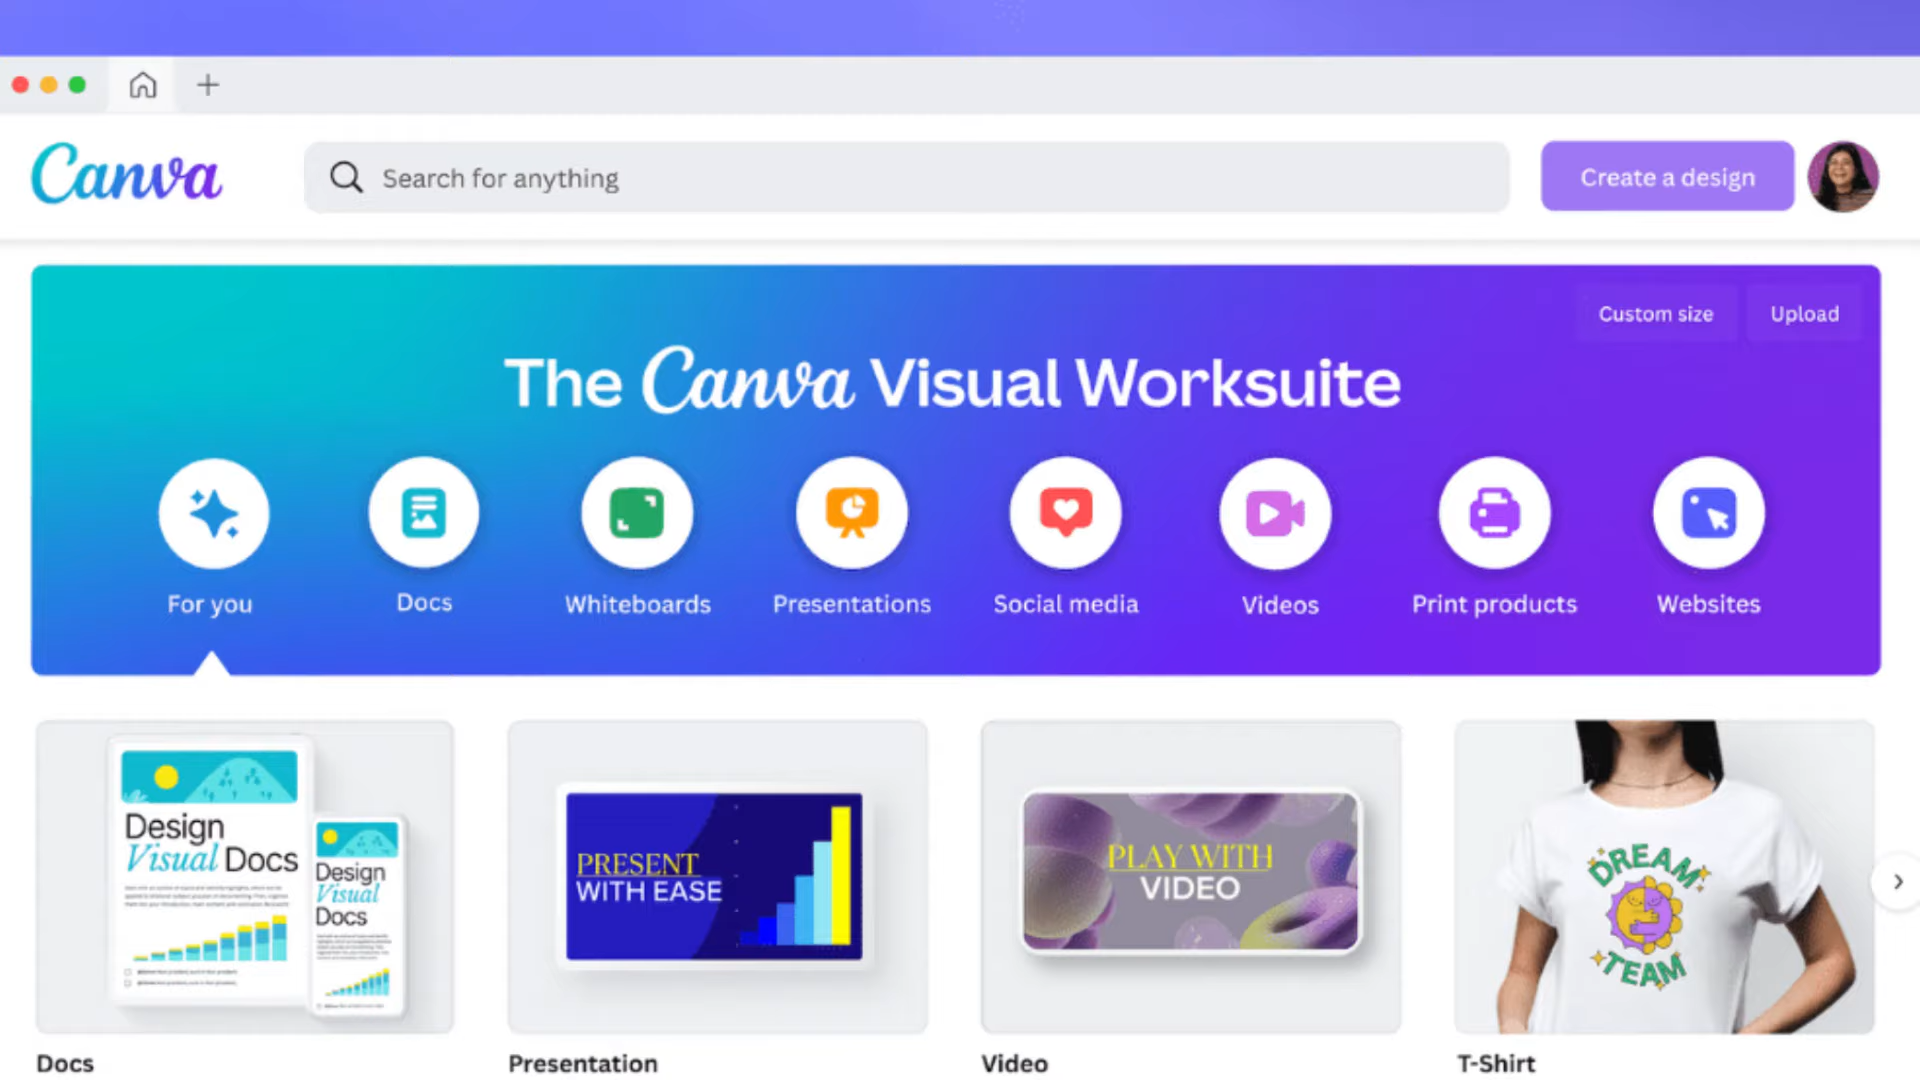 Canva
Search for anything
Create a design
Custom size
Upload
The Canva Visual Worksuite
For you
Docs
Whiteboards
Presentations
Social media
Videos
Print products
Websites
Design
Visual Docs
Design
Visual
Docs
PRESENT
WITH EASE
PLAY WITH
VIDEO
DREAM
TEAM
Docs
Presentation
Video
T-Shirt